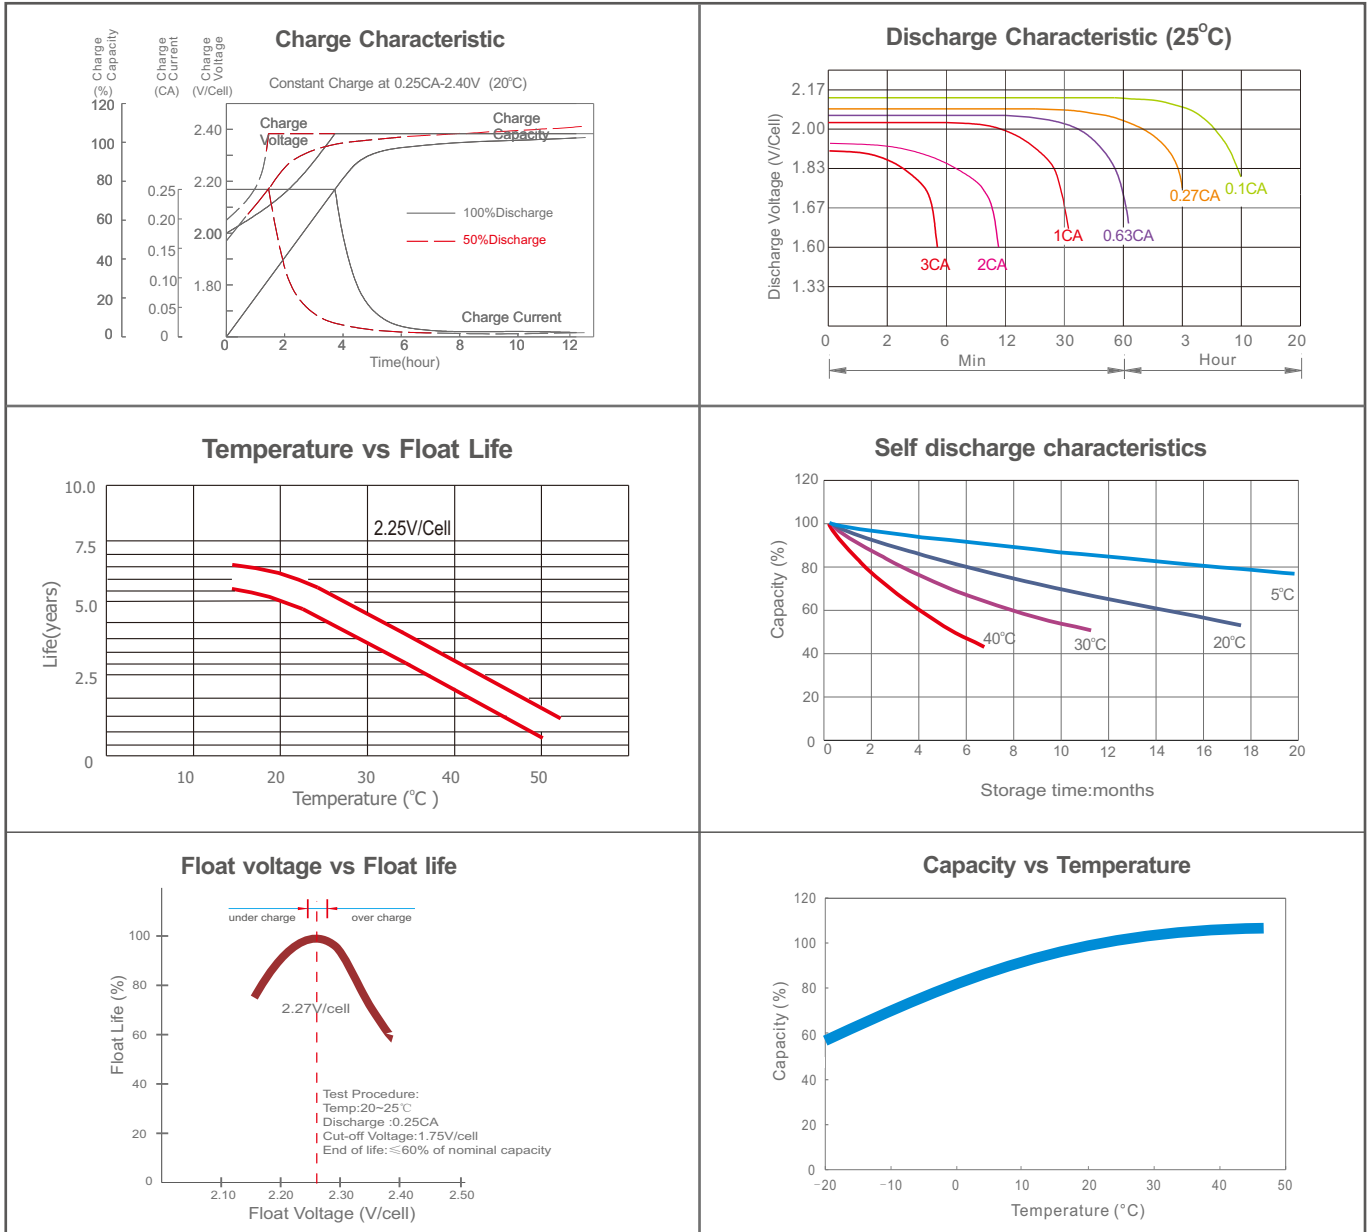 Charge Characteristic
Charge
Capacity
(%)
Charge
Current
(CA)
Charge
Voltage
(V/Cell)
Constant Charge at 0.25CA-2.40V (20°C)
120
100
80
60
40
20
0
0.25
0.20
0.15
0.10
0.05
0
2.40
2.20
2.00
1.80
Charge
Voltage
Charge
Capacity
100%Discharge
50%Discharge
Charge Current
0 2 4 6 8 10 12
Time(hour)
Discharge Characteristic (25°C)
Discharge Voltage (V/Cell)
2.17
2.00
1.83
1.67
1.60
1.33
3CA
2CA
1CA
0.63CA
0.27CA
0.1CA
0 2 6 12 30 60 3 10 20
Min
Hour
Temperature vs Float Life
Life(years)
10.0
7.5
5.0
2.5
0
2.25V/Cell
10 20 30 40 50
Temperature (°C )
Self discharge characteristics
Capacity (%)
120
100
80
60
40
20
0
5°C
20°C
30°C
40°C
0 2 4 6 8 10 12 14 16 18 20
Storage time:months
Float voltage vs Float life
under charge
over charge
Float Life (%)
100
80
60
40
20
0
2.27V/cell
Test Procedure:
Temp:20~25℃
Discharge :0.25CA
Cut-off Voltage:1.75V/cell
End of life:≤60% of nominal capacity
2.10 2.20 2.30 2.40 2.50
Float Voltage (V/cell)
Capacity vs Temperature
Capacity (%)
120
100
80
60
40
20
0
-20 -10 0 10 20 30 40 50
Temperature (°C)